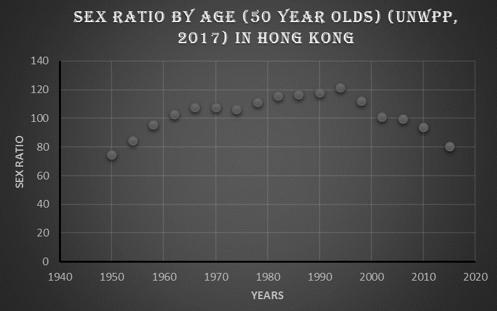 SEX RATIO BY AGE (50 YEAR OLDS) (UNWPP,
2017) IN HONG KONG
140
120
100
80
60
40
20
0
SEX RATIO
1940 1950 1960 1970 1980 1990 2000 2010 2020
YEARS